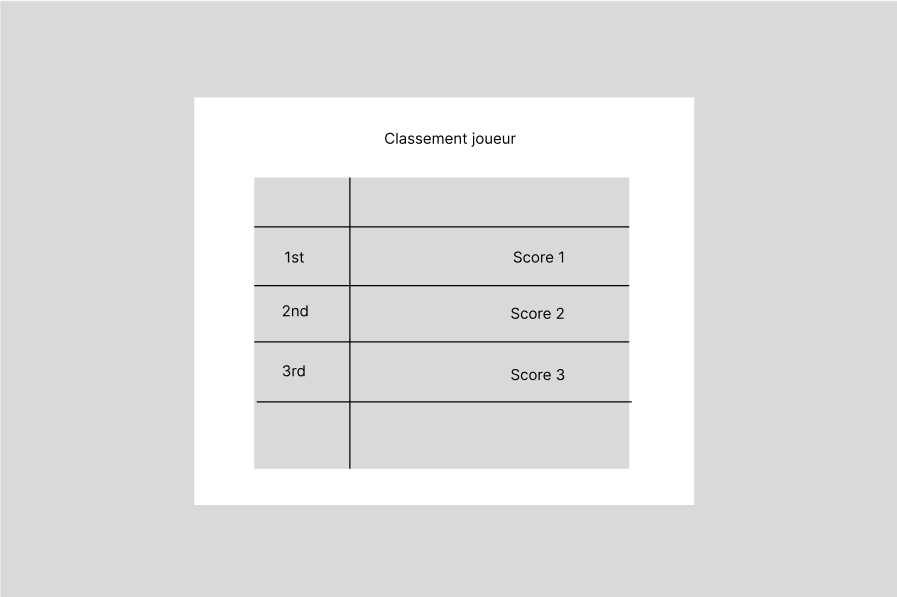 Classement joueur
1st Score 1
2nd Score 2
3rd Score 3